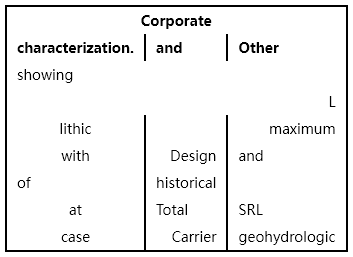 Corporate
characterization. and Other
showing
L
lithic maximum
with Design and
of historical
at Total SRL
case Carrier geohydrologic